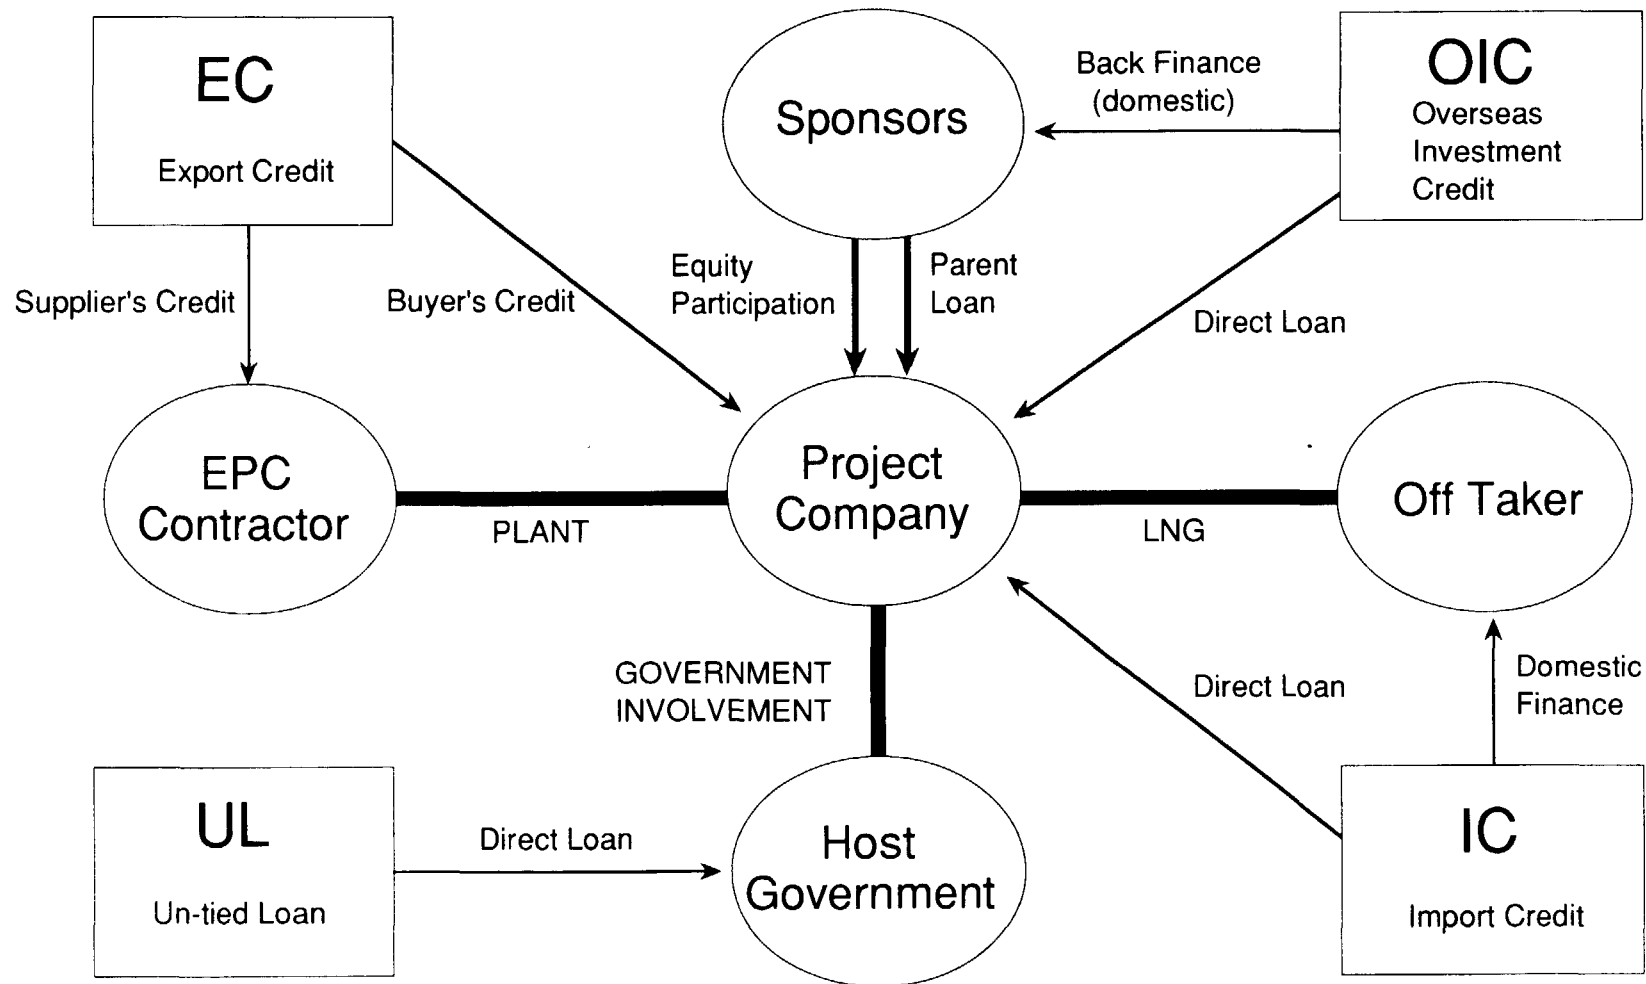 EC
Export Credit
Sponsors
Back Finance
(domestic)
OIC
Overseas
Investment
Credit
Supplier's Credit
Buyer's Credit
Equity
Participation
Parent
Loan
Direct Loan
EPC
Contractor
PLANT
Project
Company
LNG
Off Taker
GOVERNMENT
INVOLVEMENT
Direct Loan
Domestic
Finance
UL
Un-tied Loan
Direct Loan
Host
Government
IC
Import Credit